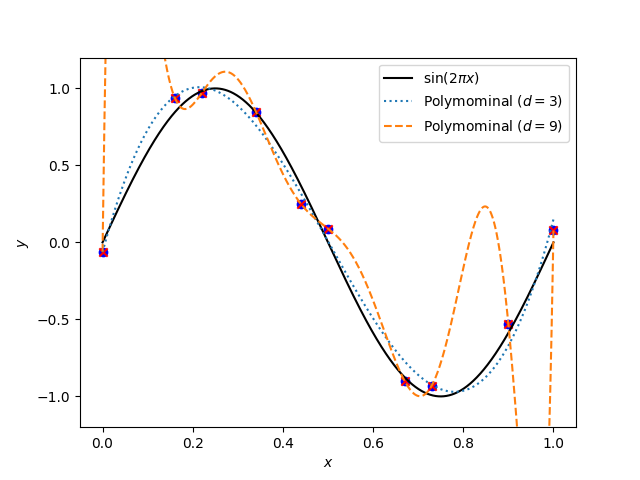 sin(2πx)
Polymominal (d = 3)
Polymominal (d = 9)
1.0
0.5
0.0
−0.5
−1.0
y
0.0 0.2 0.4 0.6 0.8 1.0
x